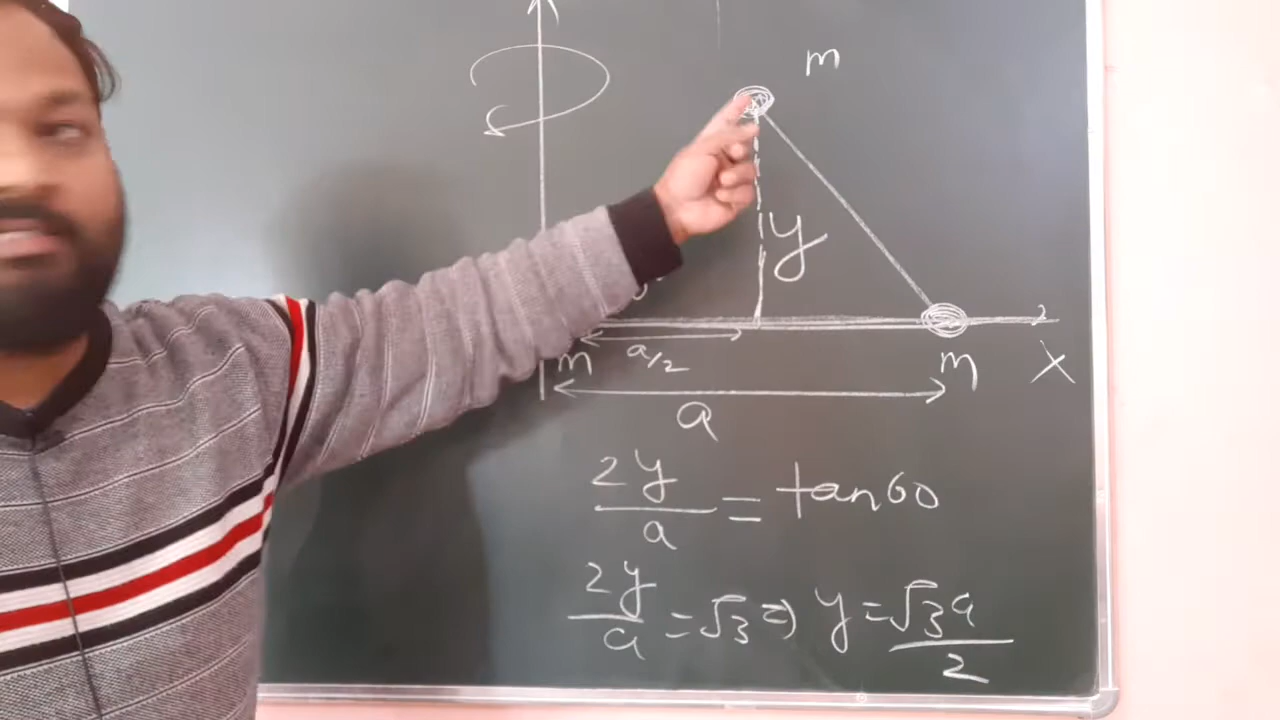 m
y
a/2
m
m
X
a
2y/a = tan60
2y/a = √3 ⇒ y = √3a/2